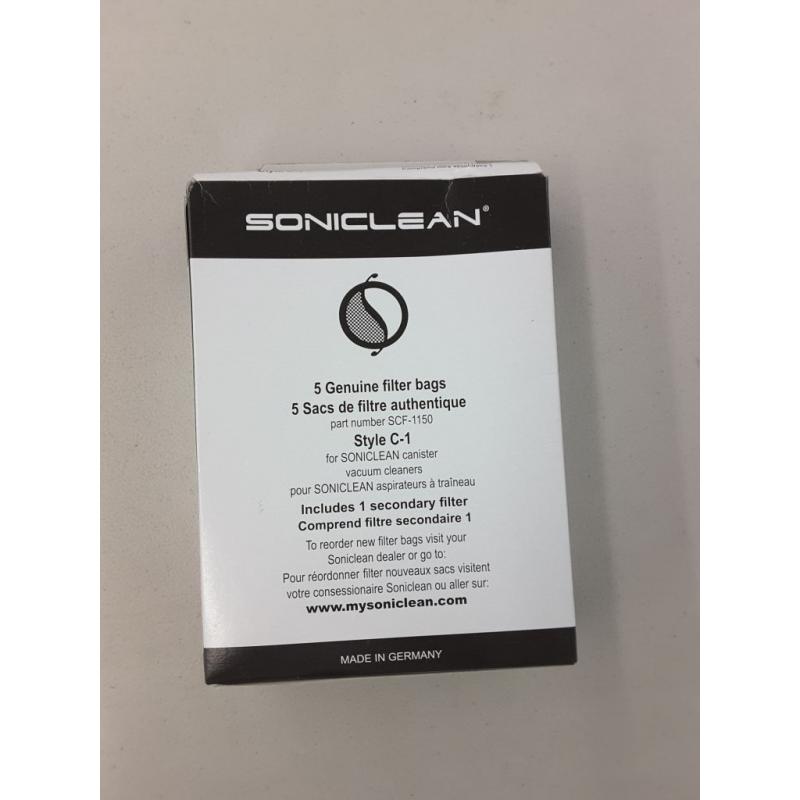 SONICLEAN®
5 Genuine filter bags
5 Sacs de filtre authentique
part number SCF-1150
Style C-1
for SONICLEAN canister
vacuum cleaners
pour SONICLEAN aspirateurs à traîneau
Includes 1 secondary filter
Comprend filtre secondaire 1
To reorder new filter bags visit your
Soniclean dealer or go to:
Pour réordonner filter nouveaux sacs visitent
votre consessionaire Soniclean ou aller sur:
www.mysoniclean.com
MADE IN GERMANY